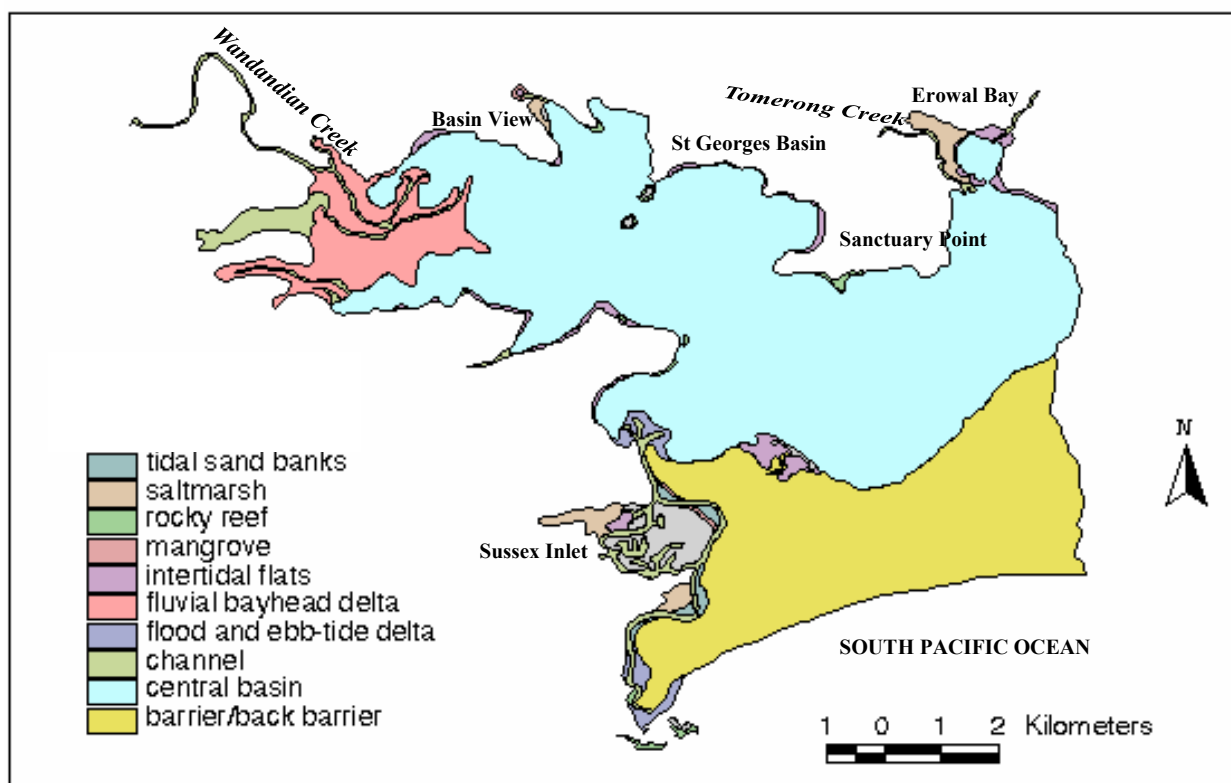 Wandandian Creek
Basin View
Tomerong Creek
Erowal Bay
St Georges Basin
Sanctuary Point
Sussex Inlet
SOUTH PACIFIC OCEAN
N
tidal sand banks
saltmarsh
rocky reef
mangrove
intertidal flats
fluvial bayhead delta
flood and ebb-tide delta
channel
central basin
barrier/back barrier
1 0 1 2 Kilometers